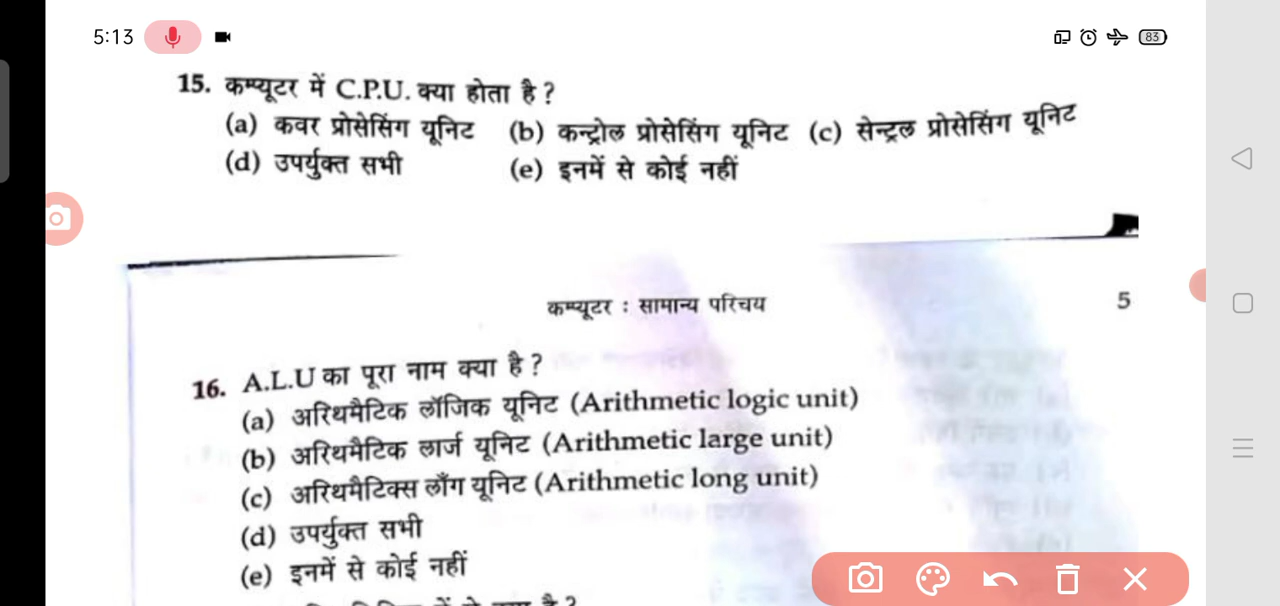 5:13
83
15. कम्प्यूटर में C.P.U. क्या होता है ?
(a) कवर प्रोसेसिंग यूनिट (b) कन्ट्रोल प्रोसेसिंग यूनिट (c) सेन्ट्रल प्रोसेसिंग यूनिट
(d) उपर्युक्त सभी (e) इनमें से कोई नहीं
कम्प्यूटर : सामान्य परिचय 5
16. A.L.U का पूरा नाम क्या है ?
(a) अरिथमैटिक लॉजिक यूनिट (Arithmetic logic unit)
(b) अरिथमैटिक लार्ज यूनिट (Arithmetic large unit)
(c) अरिथमैटिक्स लाँग यूनिट (Arithmetic long unit)
(d) उपर्युक्त सभी
(e) इनमें से कोई नहीं